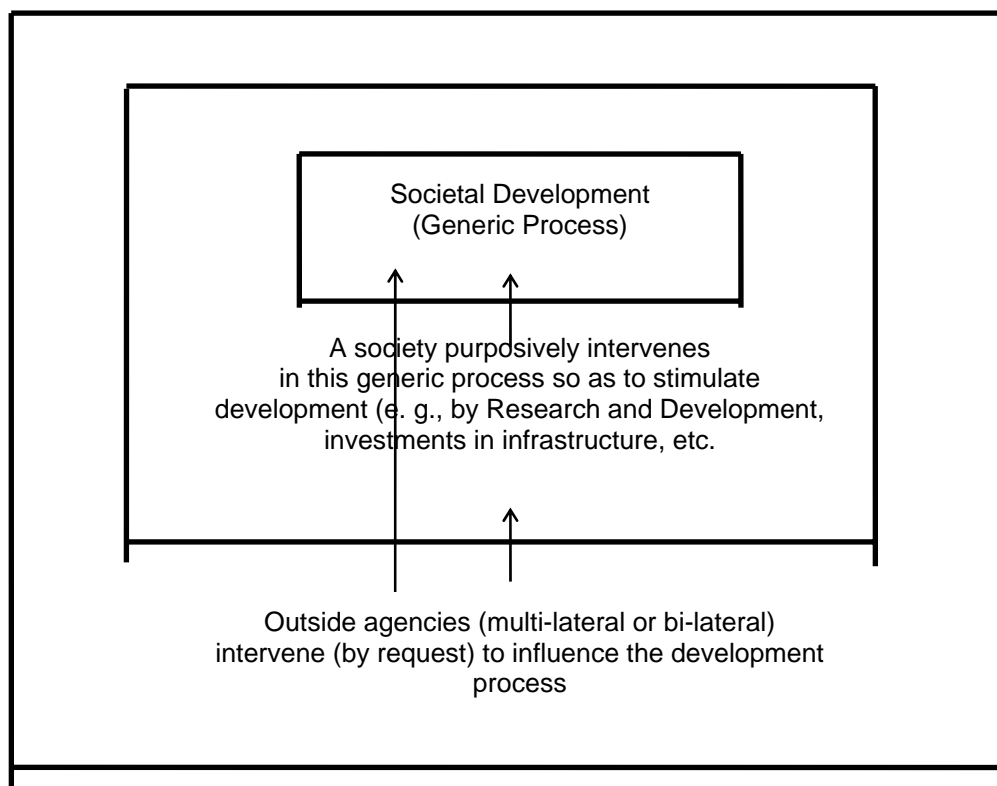 Societal Development
(Generic Process)
A society purposively intervenes
in this generic process so as to stimulate
development (e. g., by Research and Development,
investments in infrastructure, etc.
Outside agencies (multi-lateral or bi-lateral)
intervene (by request) to influence the development
process